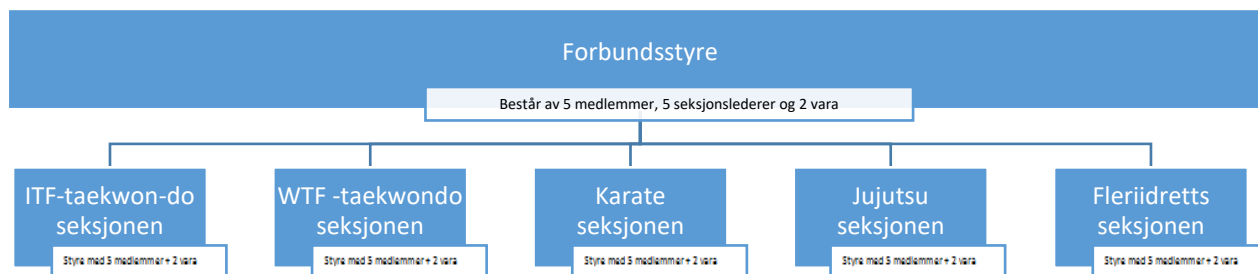 Forbundsstyre
Består av 5 medlemmer, 5 seksjonslederer og 2 vara
ITF-taekwon-do
seksjonen
Styre med 5 medlemmer + 2 vara
WTF -taekwondo
seksjonen
Styre med 5 medlemmer + 2 vara
Karate
seksjonen
Styre med 5 medlemmer + 2 vara
Jujutsu
seksjonen
Styre med 5 medlemmer + 2 vara
Fleriidretts
seksjonen
Styre med 5 medlemmer + 2 vara